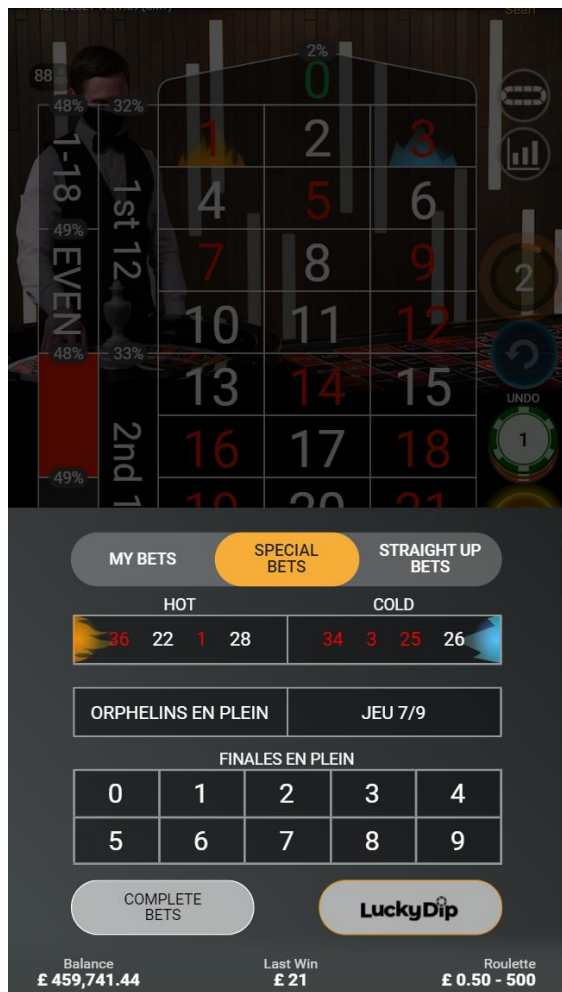 Sean
2%
0
88
48%
32%
1
2
3
1-18
1st 12
4
5
6
49%
EVEN
7
8
9
2
10
11
12
48%
33%
13
14
15
UNDO
2nd 1
16
17
18
1
49%
19
20
21
MY BETS
SPECIAL
BETS
STRAIGHT UP
BETS
HOT
COLD
36 22 1 28
34 3 25 26
ORPHELINS EN PLEIN
JEU 7/9
FINALES EN PLEIN
0 1 2 3 4
5 6 7 8 9
COMPLETE
BETS
LuckyDip
Balance
£ 459,741.44
Last Win
£ 21
Roulette
£ 0.50 - 500